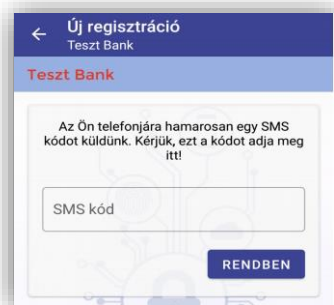 Új regisztráció
Teszt Bank
Teszt Bank
Az Ön telefonjára hamarosan egy SMS
kódot küldünk. Kérjük, ezt a kódot adja meg
itt!
SMS kód
RENDBEN